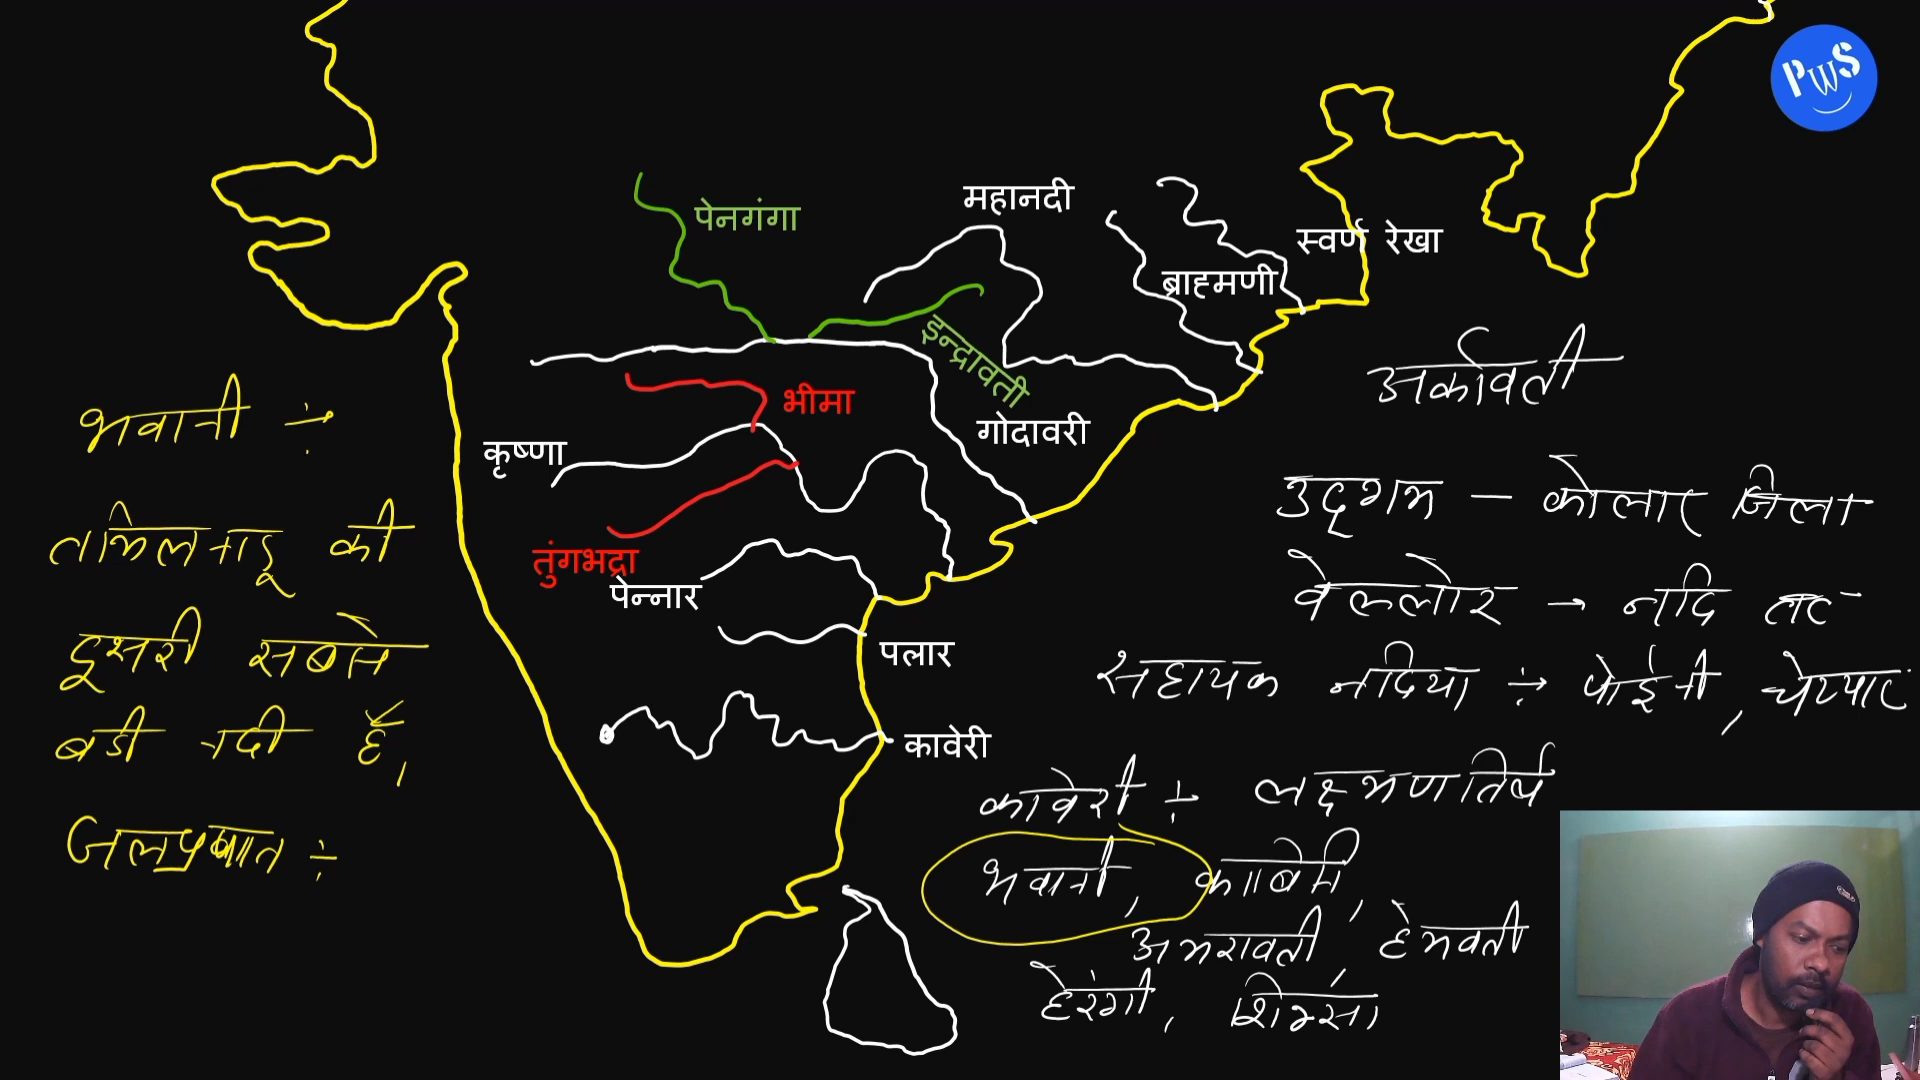 PWS
पेनगंगा
महानदी
स्वर्ण रेखा
ब्राह्मणी
इन्द्रावती
भीमा
गोदावरी
कृष्णा
तुंगभद्रा
पेन्नार
पलार
कावेरी
भवानी ÷
तमिलनाडू की
दूसरी सबसे
बडी नदी है,
जलप्रपात ÷
अर्कावती
उद्गम – कोलार जिला
वेल्लोर → नदि तट
सहायक नदियां ÷ पोईनी, चेय्यार
कावेरी ÷ लक्ष्मण तिर्थ
भवानी, काबिनी,
अमरावती, हेमवती
हेरंगी, शिम्सा